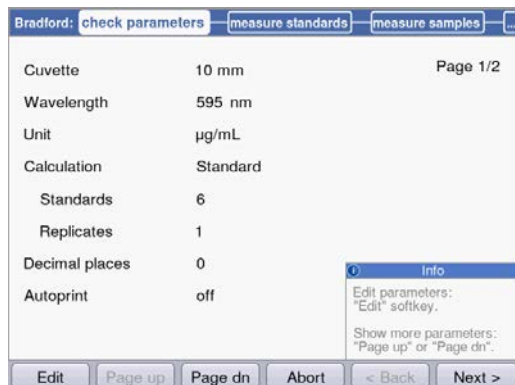 Bradford: check parameters measure standards measure samples ...
Page 1/2
Cuvette 10 mm
Wavelength 595 nm
Unit µg/mL
Calculation Standard
Standards 6
Replicates 1
Decimal places 0
Autoprint off
Info
Edit parameters:
"Edit" softkey.
Show more parameters:
"Page up" or "Page dn".
Edit Page up Page dn Abort < Back Next >